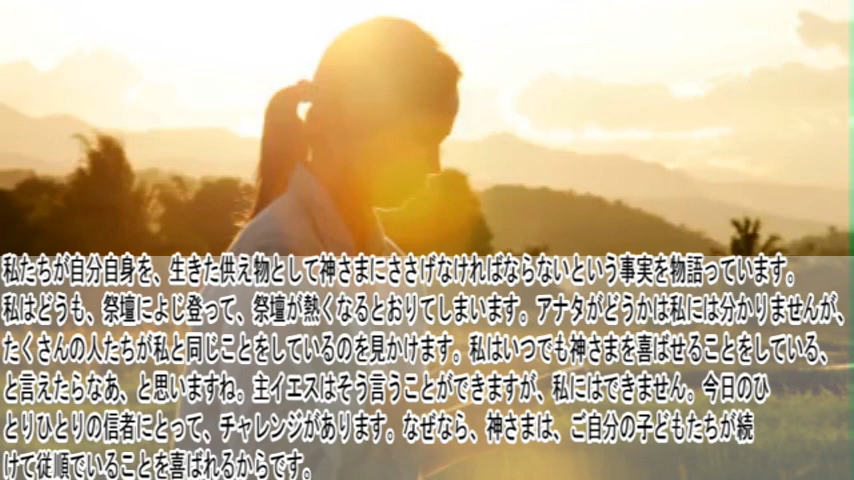 私たちが自分自身を、生きた供え物として神さまにささげなければならないという事実を物語っています。
私はどうも、祭壇によじ登って、祭壇が熱くなるとおりてしまいます。アナタがどうかは私には分かりませんが、
たくさんの人たちが私と同じことをしているのを見かけます。私はいつでも神さまを喜ばせることをしている、
と言えたらなあ、と思いますね。主イエスはそう言うことができますが、私にはできません。今日のひ
とりひとりの信者にとって、チャレンジがあります。なぜなら、神さまは、ご自分の子どもたちが続
けて従順でいることを喜ばれるからです。